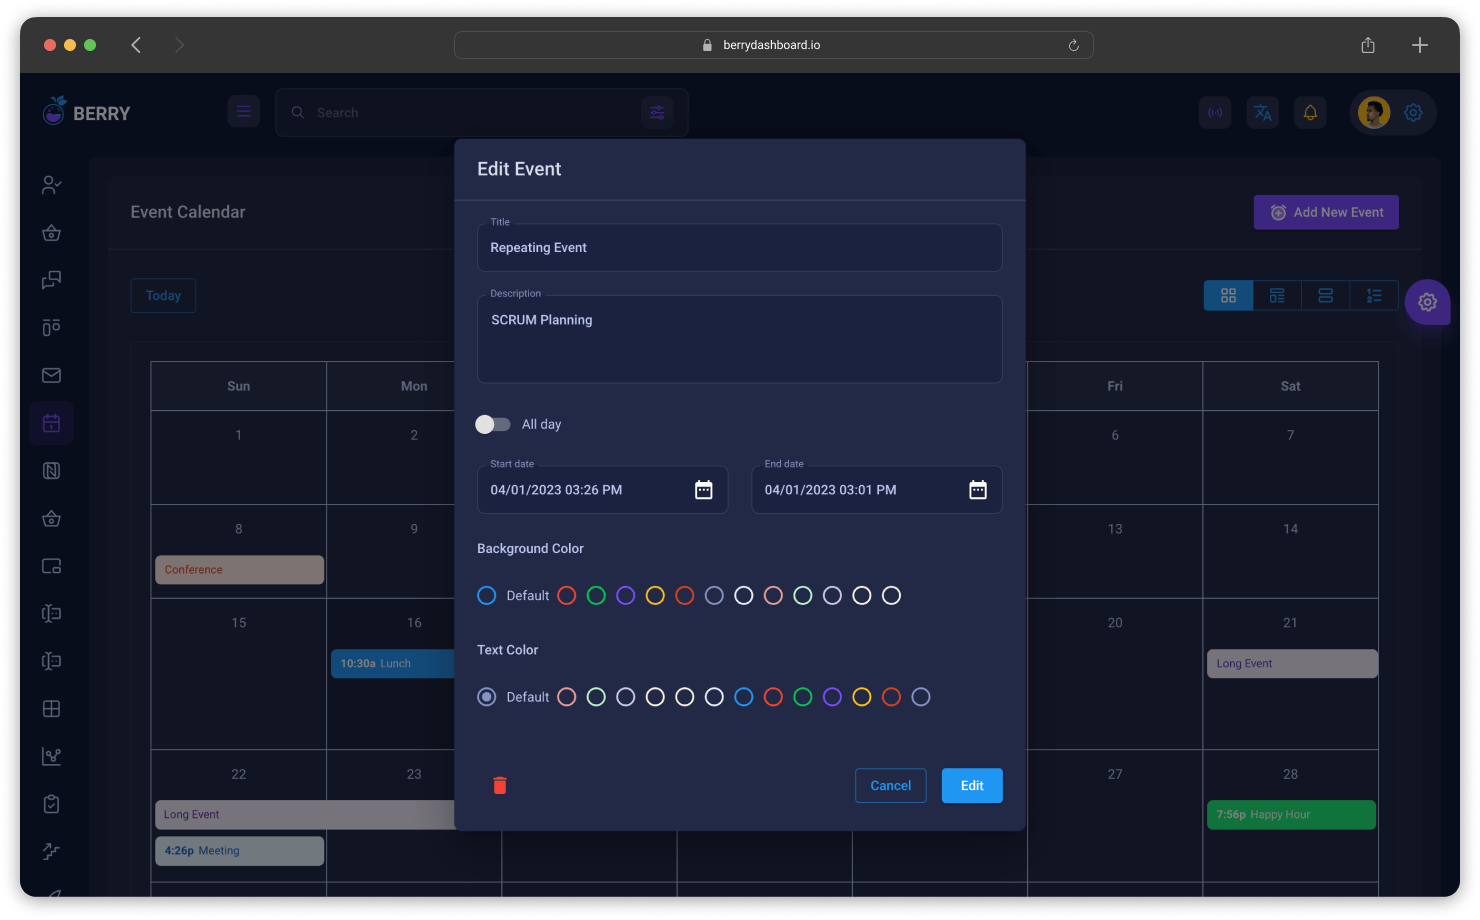 berrydashboard.io
BERRY
Search
Event Calendar
Add New Event
Today
Edit Event
Title
Repeating Event
Description
SCRUM Planning
All day
Start date
04/01/2023 03:26 PM
End date
04/01/2023 03:01 PM
Background Color
Default
Text Color
Default
Cancel
Edit
Sun
Mon
Fri
Sat
1
2
6
7
8
9
13
14
Conference
15
16
20
21
10:30a Lunch
Long Event
22
23
27
28
Long Event
7:56p Happy Hour
4:26p Meeting